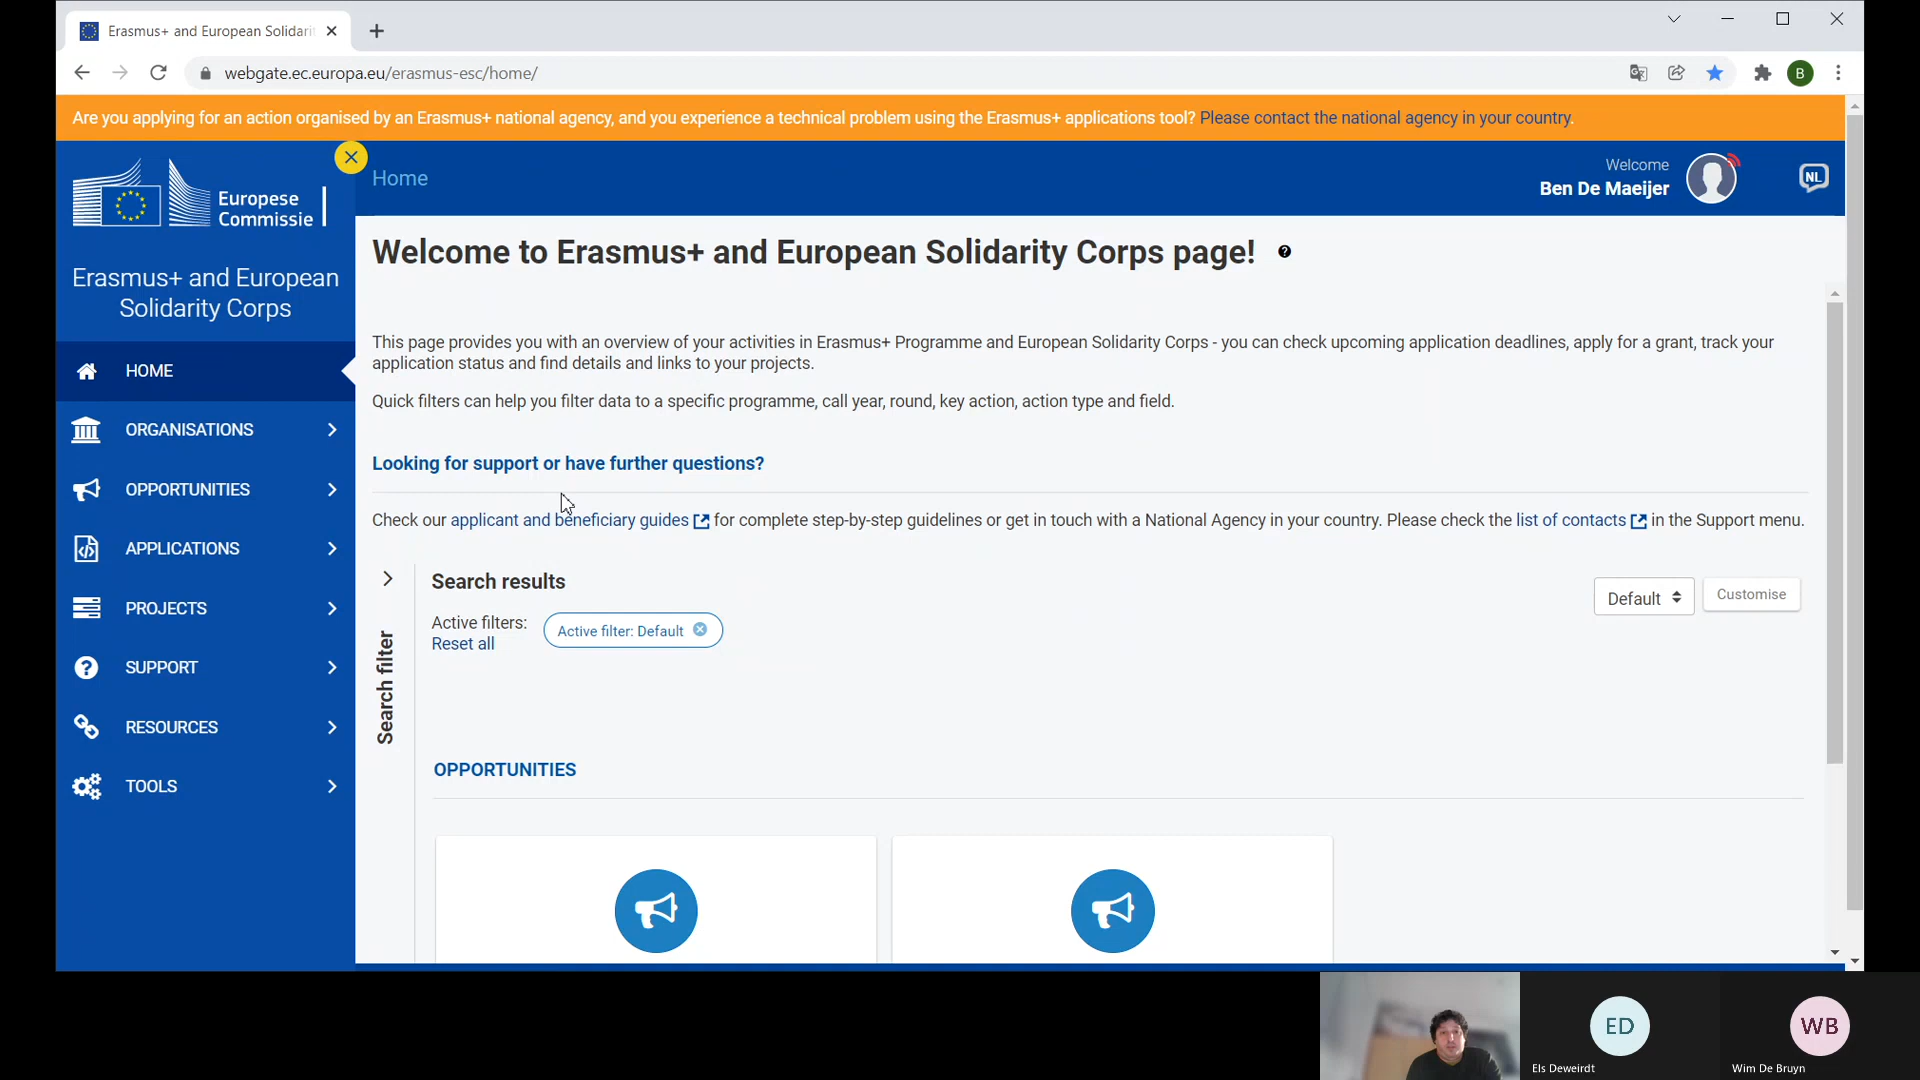 Erasmus+ and European Solidari
webgate.ec.europa.eu/erasmus-esc/home/
B
Are you applying for an action organised by an Erasmus+ national agency, and you experience a technical problem using the Erasmus+ applications tool? Please contact the national agency in your country.
Europese
Commissie
Home
Welcome
Ben De Maeijer
NL
Erasmus+ and European
Solidarity Corps
HOME
ORGANISATIONS
OPPORTUNITIES
APPLICATIONS
PROJECTS
SUPPORT
RESOURCES
TOOLS
Welcome to Erasmus+ and European Solidarity Corps page!
This page provides you with an overview of your activities in Erasmus+ Programme and European Solidarity Corps - you can check upcoming application deadlines, apply for a grant, track your
application status and find details and links to your projects.
Quick filters can help you filter data to a specific programme, call year, round, key action, action type and field.
Looking for support or have further questions?
Check our applicant and beneficiary guides for complete step-by-step guidelines or get in touch with a National Agency in your country. Please check the list of contacts in the Support menu.
Search filter
Search results
Active filters:
Reset all
Active filter: Default
Default
Customise
OPPORTUNITIES
ED
Els Deweirdt
WB
Wim De Bruyn